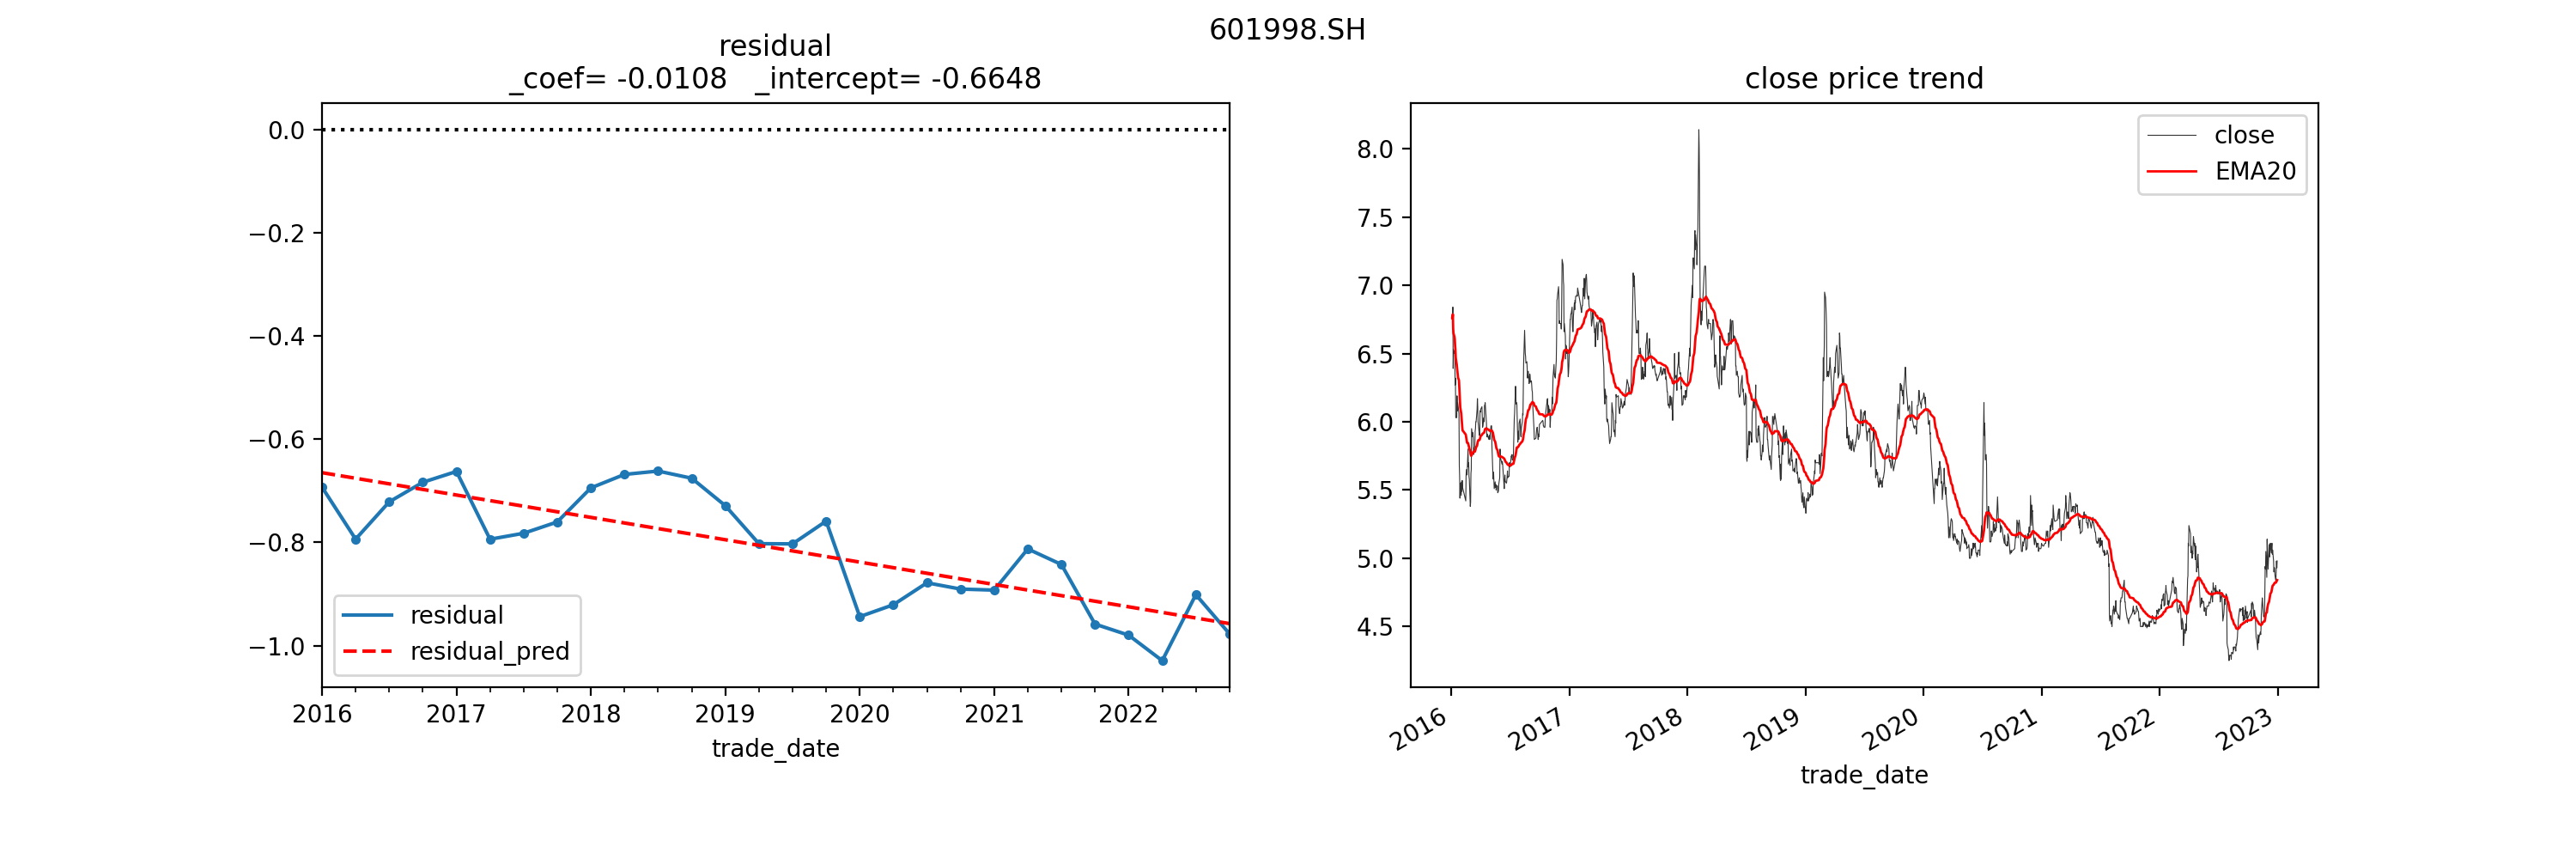 601998.SH
residual
_coef= -0.0108   _intercept= -0.6648
0.0
−0.2
−0.4
−0.6
−0.8
−1.0
residual
residual_pred
2016 2017 2018 2019 2020 2021 2022
trade_date
close price trend
close
EMA20
8.0
7.5
7.0
6.5
6.0
5.5
5.0
4.5
2016 2017 2018 2019 2020 2021 2022 2023
trade_date